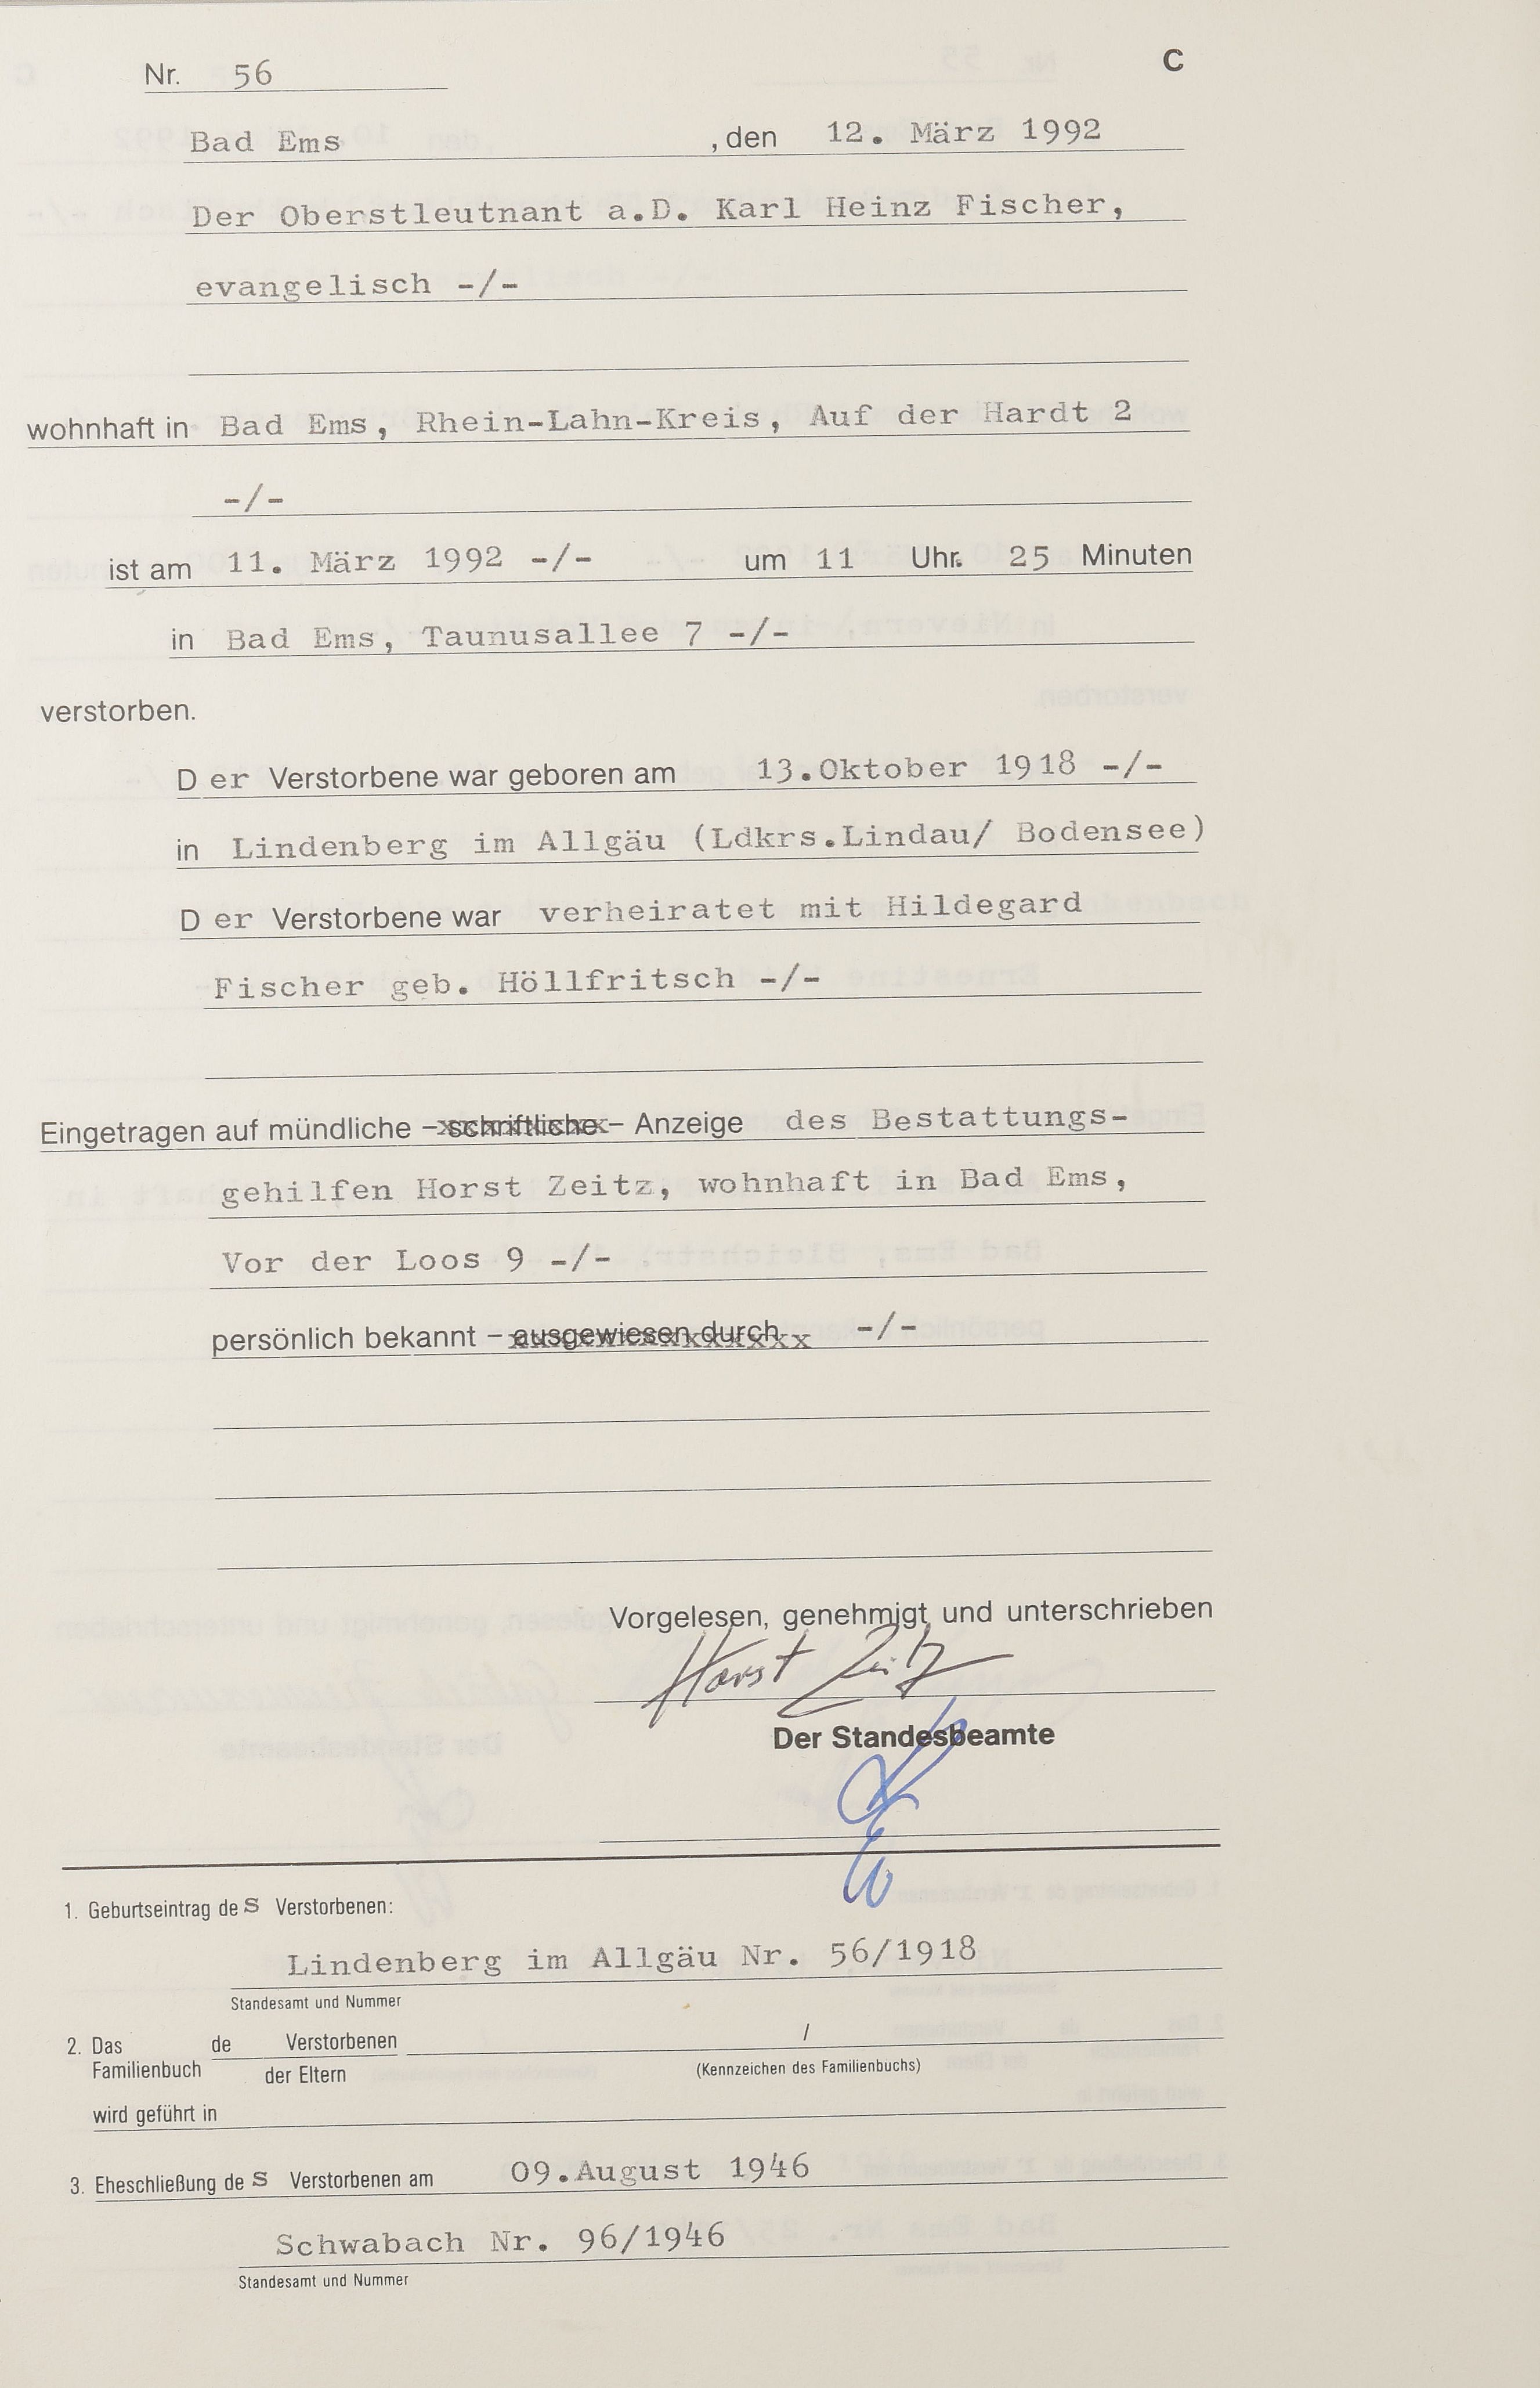 Nr. 56 C
Bad Ems , den 12. März 1992
Der Oberstleutnant a.D. Karl Heinz Fischer,
evangelisch -/-
wohnhaft in Bad Ems, Rhein-Lahn-Kreis, Auf der Hardt 2
-/-
ist am 11. März 1992 -/- um 11 Uhr. 25 Minuten
in Bad Ems, Taunusallee 7 -/-
verstorben.
D er Verstorbene war geboren am 13.Oktober 1918 -/-
in Lindenberg im Allgäu (Ldkrs.Lindau/ Bodensee)
D er Verstorbene war verheiratet mit Hildegard
Fischer geb. Höllfritsch -/-
Eingetragen auf mündliche – schriftliche – Anzeige des Bestattungs-
gehilfen Horst Zeitz, wohnhaft in Bad Ems,
Vor der Loos 9 -/-
persönlich bekannt – ausgewiesen durch -/-
Vorgelesen, genehmigt und unterschrieben
Horst Zeitz
Der Standesbeamte
1. Geburtseintrag des Verstorbenen:
Lindenberg im Allgäu Nr. 56/1918
Standesamt und Nummer
2. Das de Verstorbenen /
Familienbuch der Eltern (Kennzeichen des Familienbuchs)
wird geführt in
3. Eheschließung des Verstorbenen am 09.August 1946
Schwabach Nr. 96/1946
Standesamt und Nummer